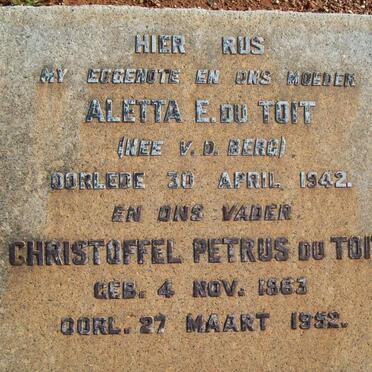 HIER RUS
MY EGGENOTE EN ONS MOEDER
ALETTA E. DU TOIT
(NEE V. D. BERG)
OORLEDE 30 APRIL 1942.
EN ONS VADER
CHRISTOFFEL PETRUS DU TOIT
GEB. 4 NOV. 1863
OORL. 27 MAART 1952.